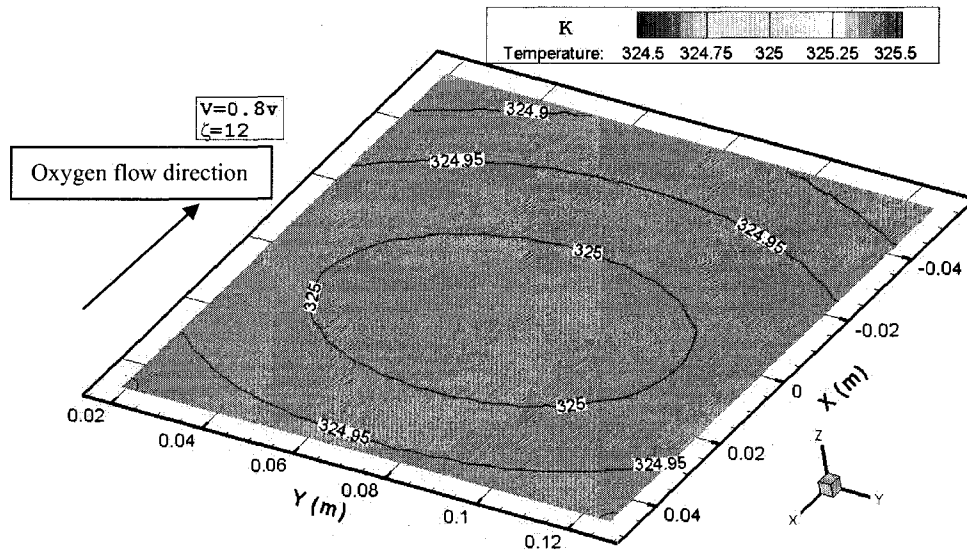 K
Temperature: 324.5 324.75 325 325.25 325.5
V=0.8v
ζ=12
Oxygen flow direction
324.9
324.95
324.95
325
325
325
324.95
324.95
-0.04
-0.02
0
0.02
0.04
X (m)
0.02
0.04
0.06
0.08
0.1
0.12
Y (m)
Z
Y
X